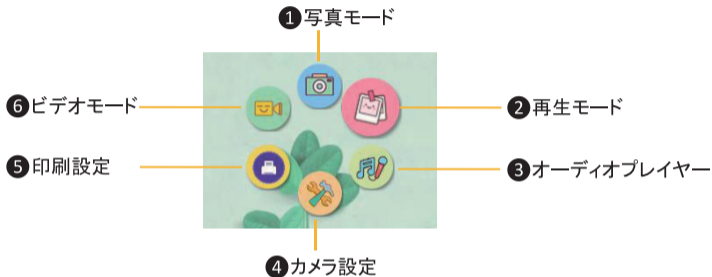 ❶写真モード
❷再生モード
❸オーディオプレイヤー
❹カメラ設定
❺印刷設定
❻ビデオモード